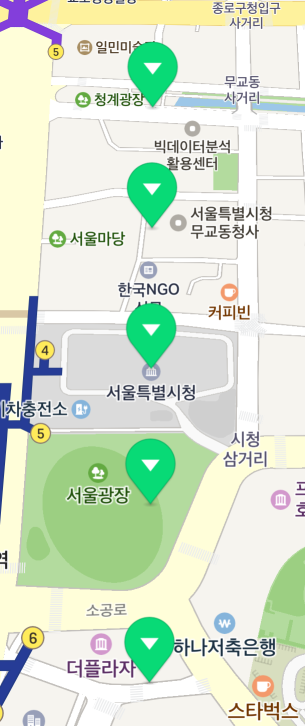 종로구청입구
사거리
5
일민미술관
청계광장
무교동
사거리
빅데이터분석
활용센터
서울특별시청
무교동청사
서울마당
한국NGO
커피빈
4
서울특별시청
기차충전소
5
시청
삼거리
서울광장
역
소공로
6
하나저축은행
더플라자
스타벅스